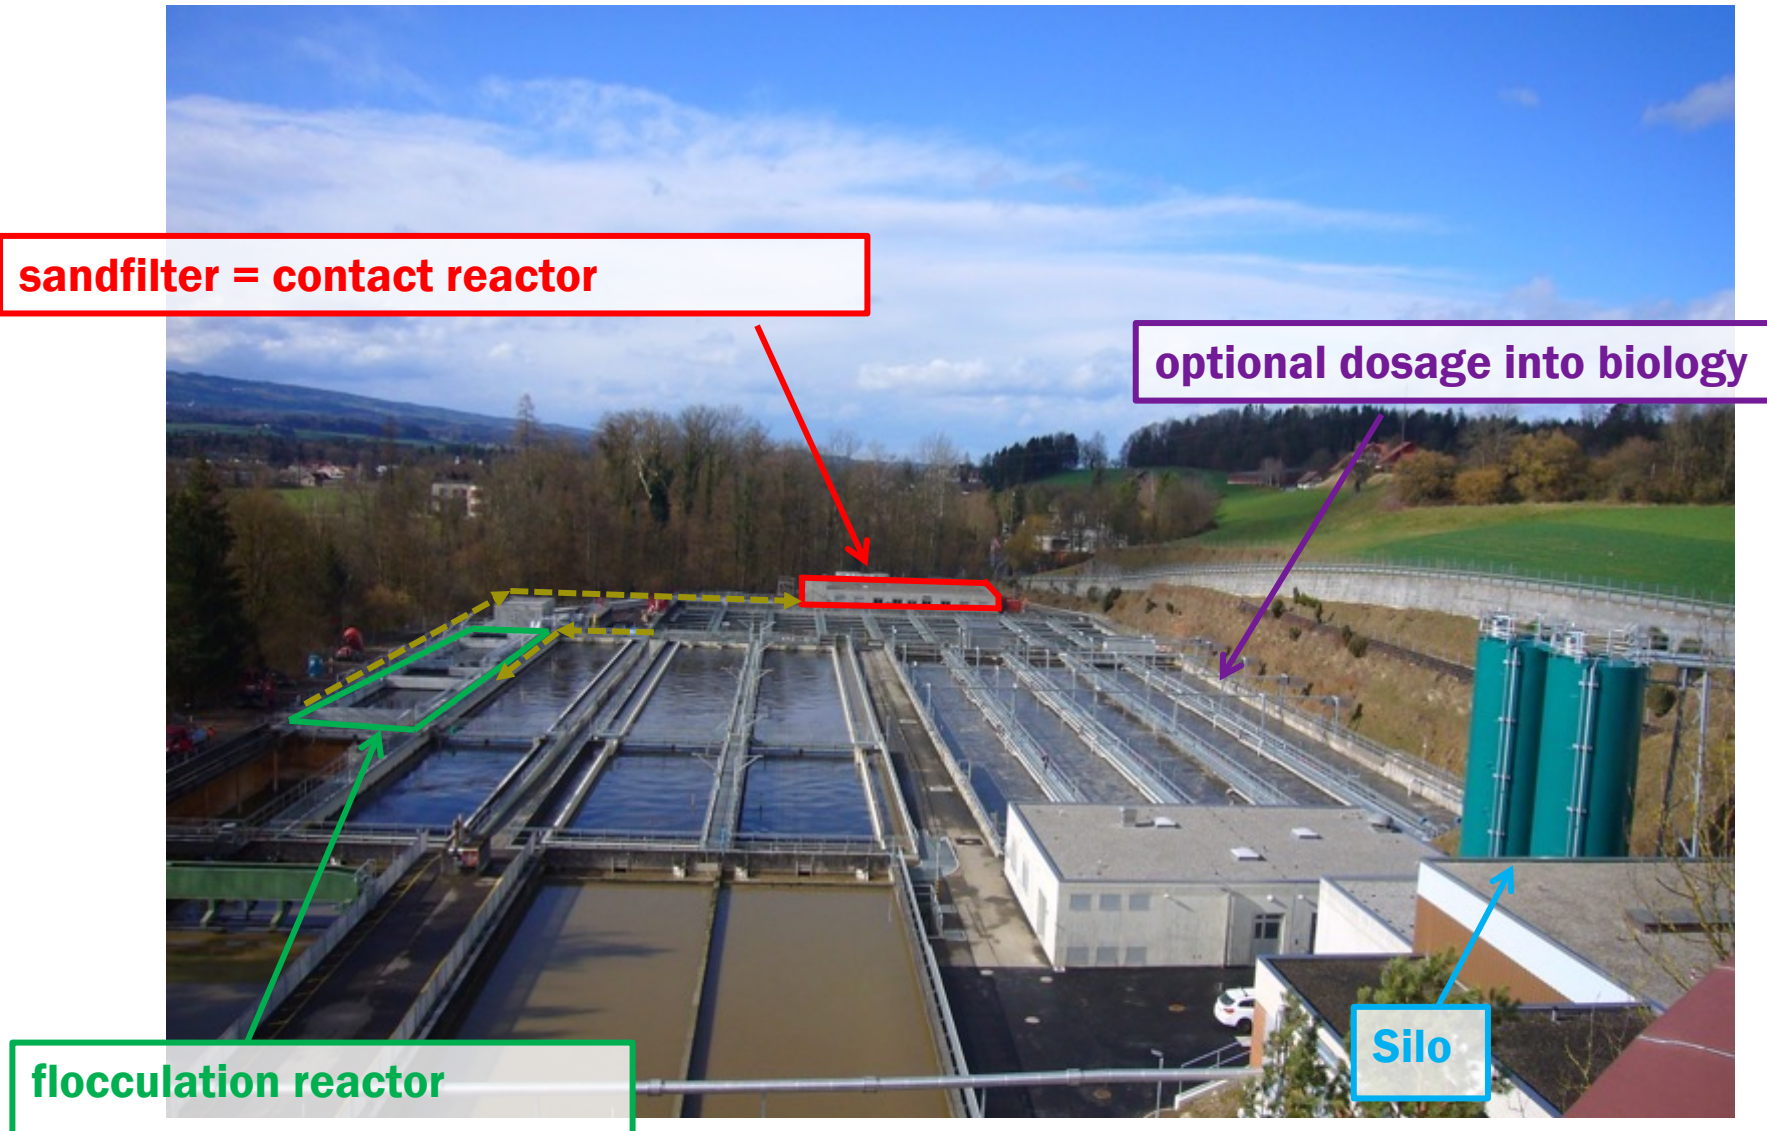 sandfilter = contact reactor
optional dosage into biology
Silo
flocculation reactor